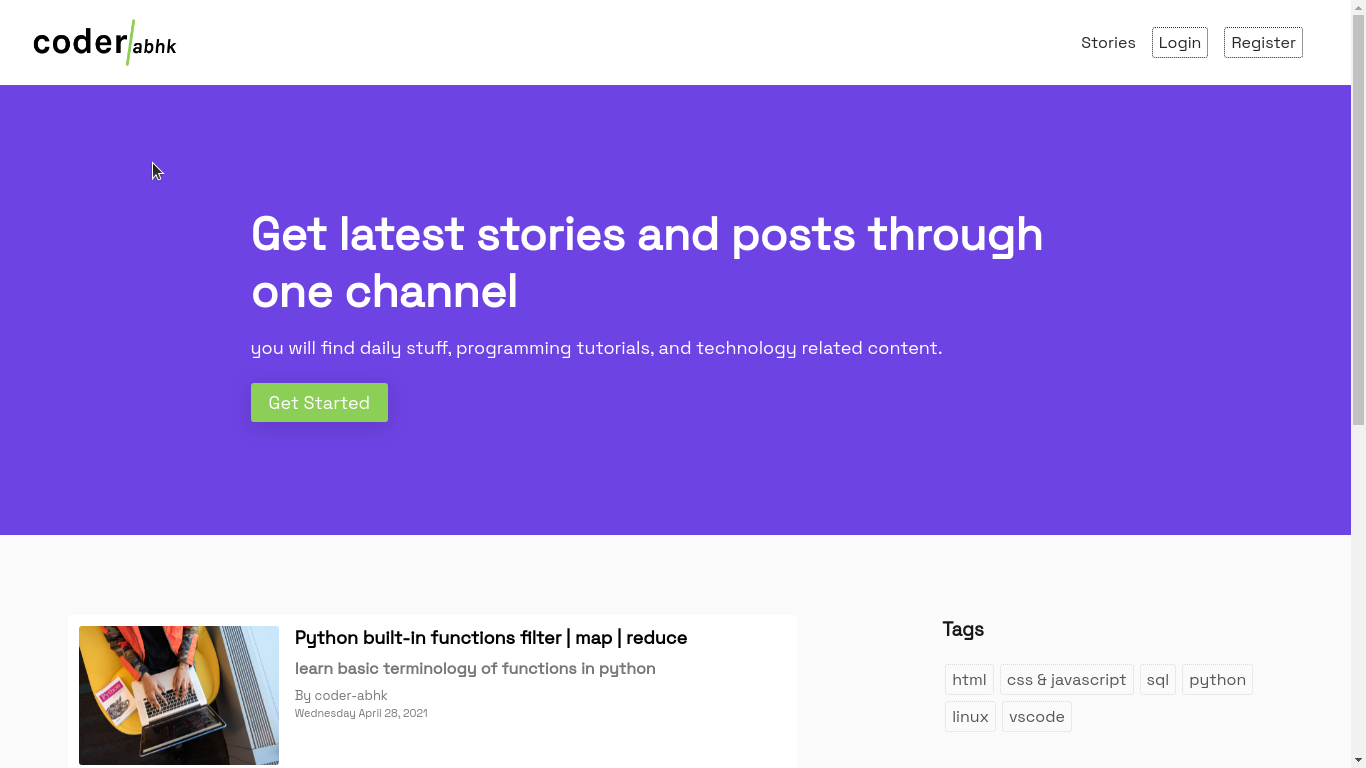 coder/abhk
Stories
Login
Register
Get latest stories and posts through
one channel
you will find daily stuff, programming tutorials, and technology related content.
Get Started
Python built-in functions filter | map | reduce
learn basic terminology of functions in python
By coder-abhk
Wednesday April 28, 2021
Tags
html
css & javascript
sql
python
linux
vscode
Python